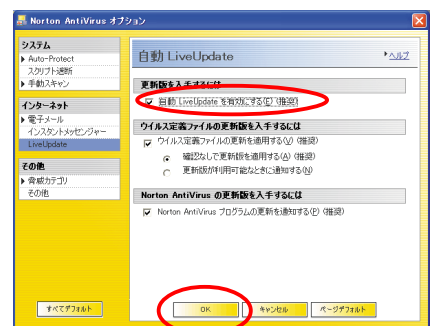 Norton AntiVirus オプション
システム
Auto-Protect
スクリプト遮断
手動スキャン
インターネット
電子メール
インスタントメッセンジャー
LiveUpdate
その他
脅威カテゴリ
その他
すべてデフォルト
自動 LiveUpdate
ヘルプ
更新版を入手するには
自動 LiveUpdate を有効にする(E) (推奨)
ウイルス定義ファイルの更新版を入手するには
ウイルス定義ファイルの更新を適用する(V) (推奨)
確認なしで更新版を適用する(A) (推奨)
更新版が利用可能なときに通知する(N)
Norton AntiVirus の更新版を入手するには
Norton AntiVirus プログラムの更新を通知する(P) (推奨)
OK
キャンセル
ページデフォルト